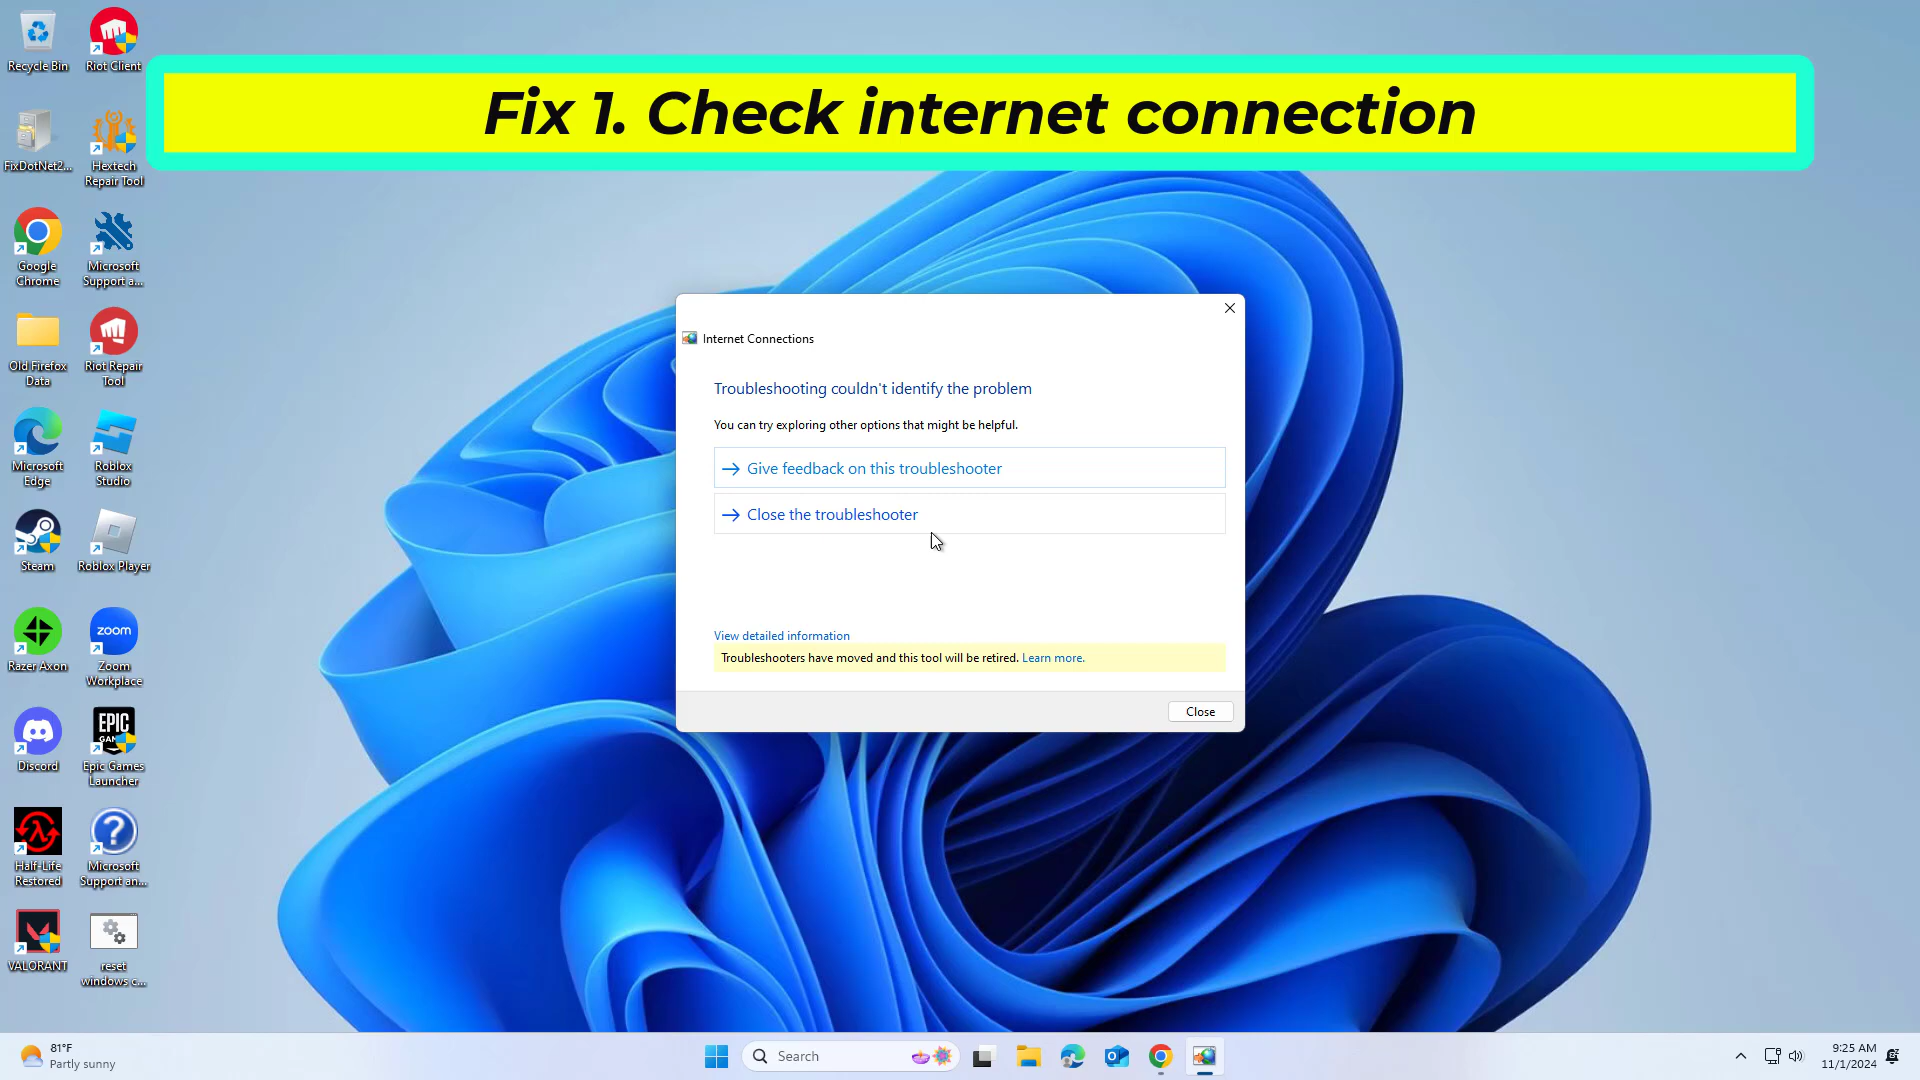 Fix 1. Check internet connection
Recycle Bin
Riot Client
FixDotNet2...
Hextech
Repair Tool
Google
Chrome
Microsoft
Support a...
Old Firefox
Data
Riot Repair
Tool
Microsoft
Edge
Roblox
Studio
Steam
Roblox Player
Razer Axon
zoom
Zoom
Workplace
Discord
EPIC
GAMES
Epic Games
Launcher
Half-Life
Restored
Microsoft
Support an...
VALORANT
reset
windows c...
Internet Connections
Troubleshooting couldn't identify the problem
You can try exploring other options that might be helpful.
Give feedback on this troubleshooter
Close the troubleshooter
View detailed information
Troubleshooters have moved and this tool will be retired. Learn more.
Close
81°F
Partly sunny
Search
9:25 AM
11/1/2024